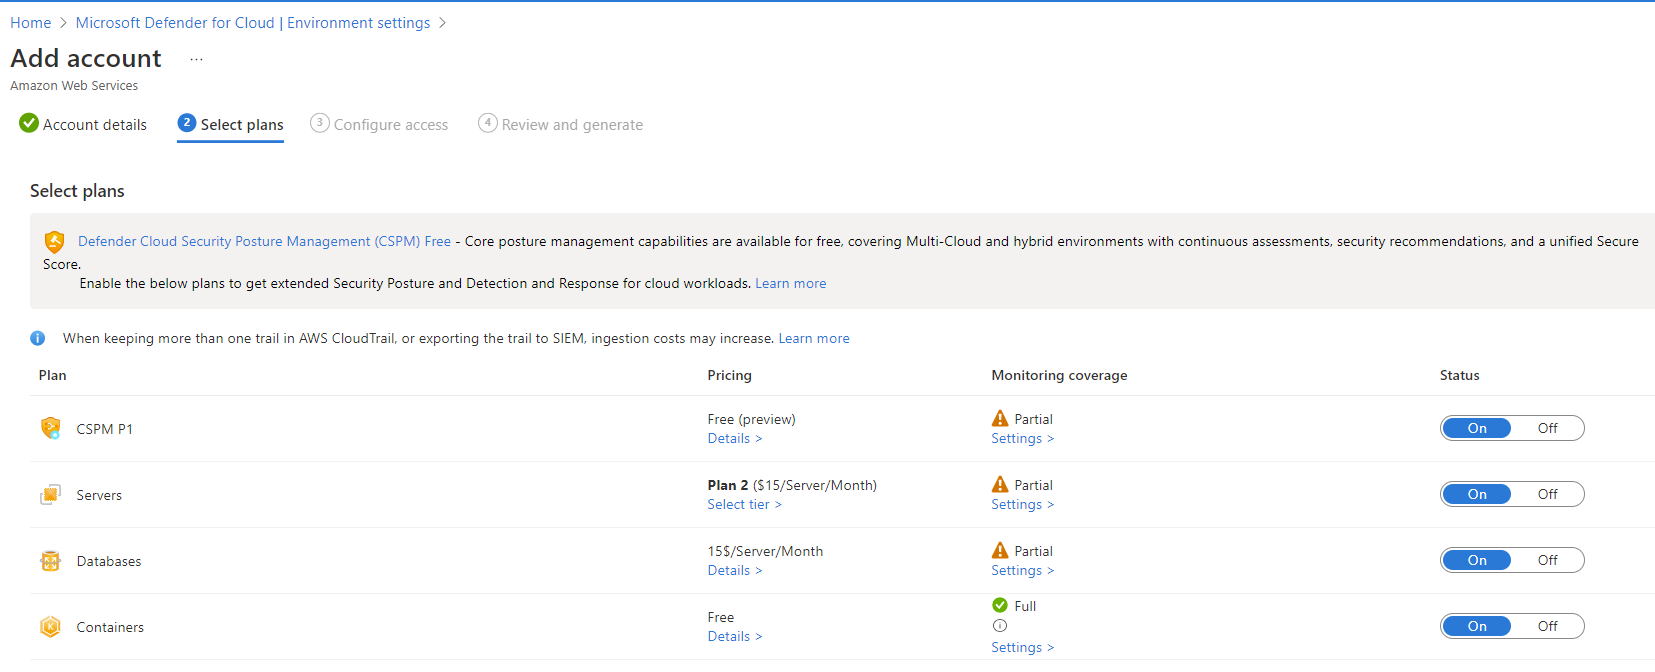 Home > Microsoft Defender for Cloud | Environment settings >
Add account ...
Amazon Web Services
Account details 2 Select plans 3 Configure access 4 Review and generate
Select plans
Defender Cloud Security Posture Management (CSPM) Free - Core posture management capabilities are available for free, covering Multi-Cloud and hybrid environments with continuous assessments, security recommendations, and a unified Secure
Score.
Enable the below plans to get extended Security Posture and Detection and Response for cloud workloads. Learn more
When keeping more than one trail in AWS CloudTrail, or exporting the trail to SIEM, ingestion costs may increase. Learn more
Plan Pricing Monitoring coverage Status
CSPM P1
Free (preview)
Details >
Partial
Settings >
On Off
Servers
Plan 2 ($15/Server/Month)
Select tier >
Partial
Settings >
On Off
Databases
15$/Server/Month
Details >
Partial
Settings >
On Off
Containers
Free
Details >
Full
Settings >
On Off